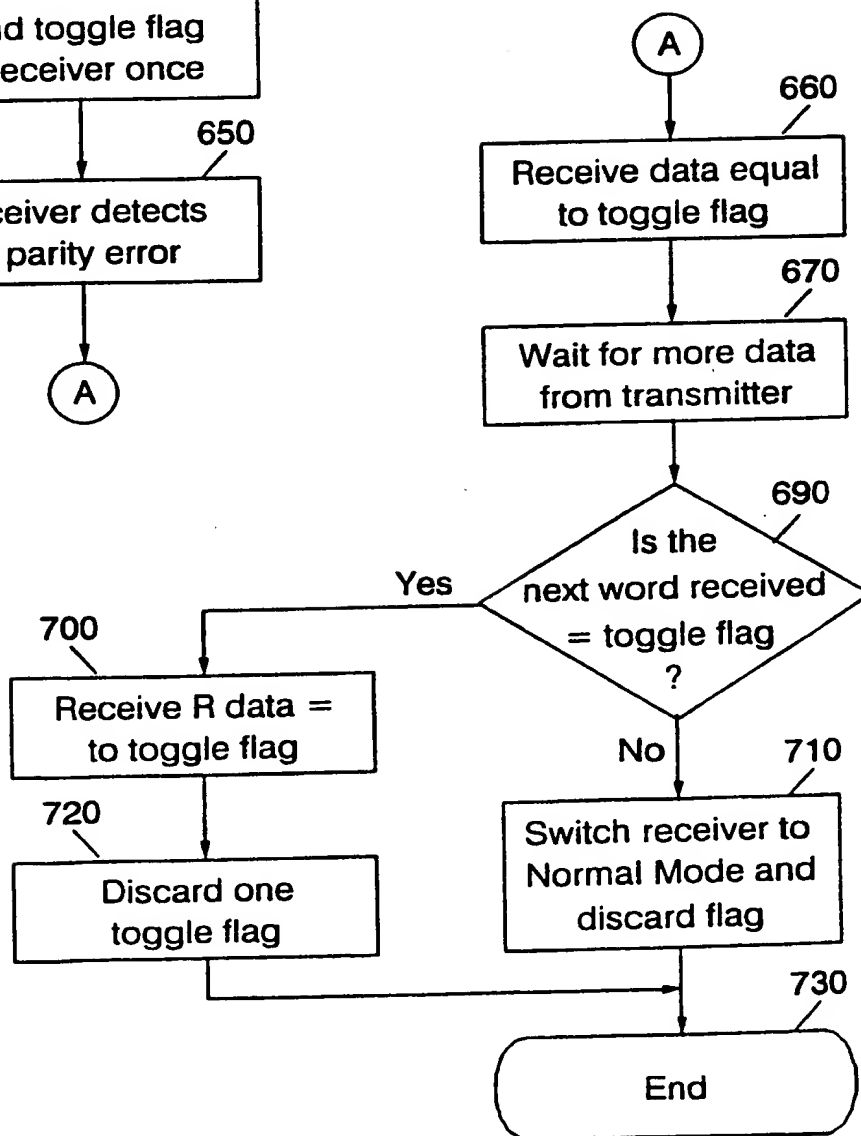 toggle flag
once
650
detects
parity error
A
A
660
Receive data equal
to toggle flag
670
Wait for more data
from transmitter
690
Is the
next word received
= toggle flag
?
Yes
No
700
Receive R data =
to toggle flag
720
Discard one
toggle flag
710
Switch receiver to
Normal Mode and
discard flag
730
End